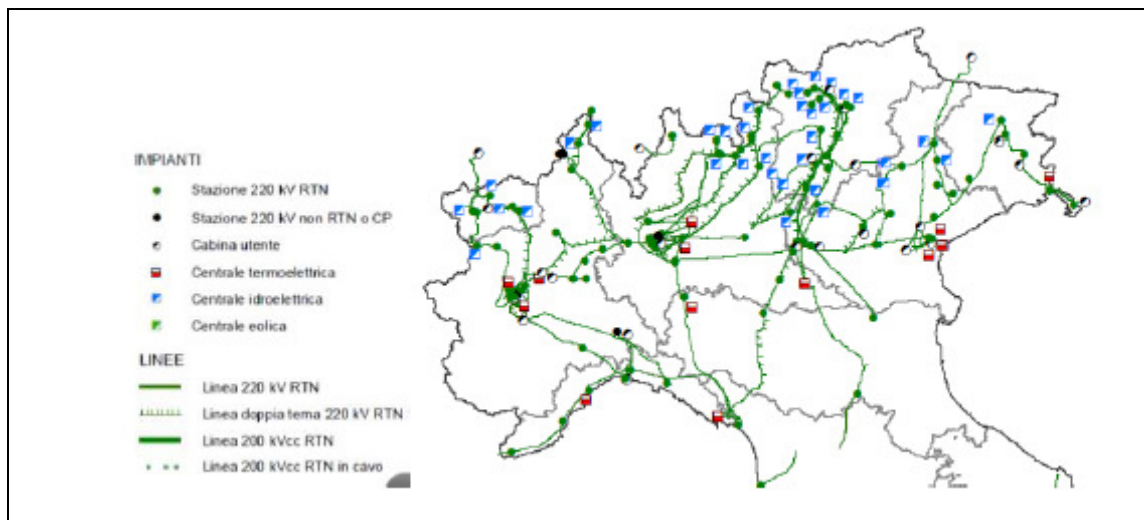 IMPIANTI
Stazione 220 kV RTN
Stazione 220 kV non RTN o CP
Cabina utente
Centrale termoelettrica
Centrale idroelettrica
Centrale eolica
LINEE
Linea 220 kV RTN
Linea doppia terna 220 kV RTN
Linea 200 kVcc RTN
Linea 200 kVcc RTN in cavo